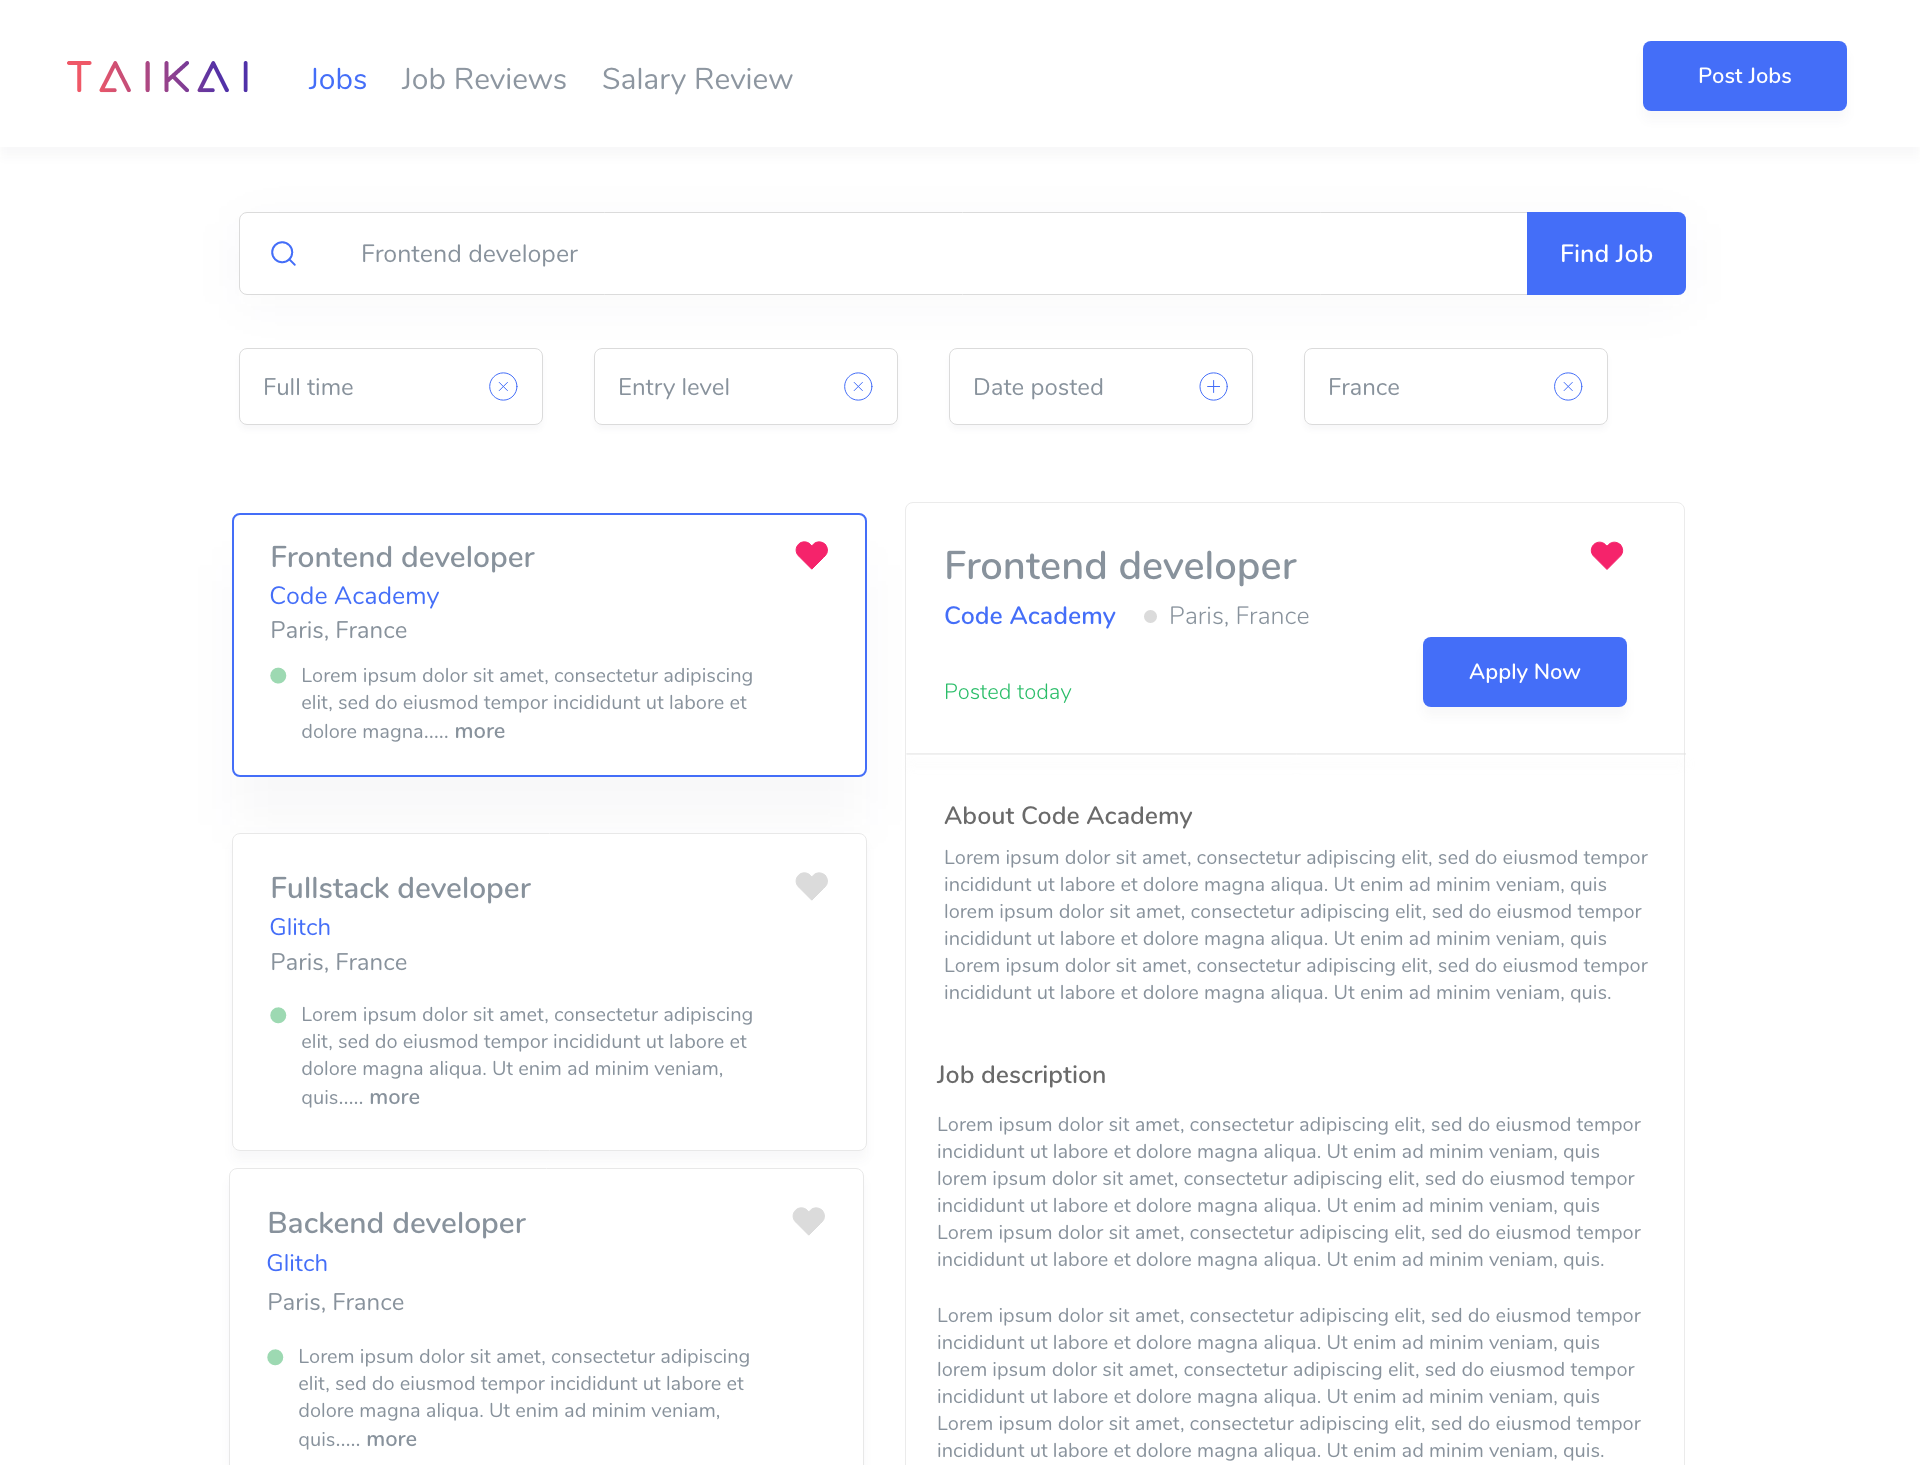 TAIKAI
Jobs
Job Reviews
Salary Review
Post Jobs
Frontend developer
Find Job
Full time
Entry level
Date posted
France
Frontend developer
Code Academy
Paris, France
Lorem ipsum dolor sit amet, consectetur adipiscing
elit, sed do eiusmod tempor incididunt ut labore et
dolore magna..... more
Fullstack developer
Glitch
Paris, France
Lorem ipsum dolor sit amet, consectetur adipiscing
elit, sed do eiusmod tempor incididunt ut labore et
dolore magna aliqua. Ut enim ad minim veniam,
quis..... more
Backend developer
Glitch
Paris, France
Lorem ipsum dolor sit amet, consectetur adipiscing
elit, sed do eiusmod tempor incididunt ut labore et
dolore magna aliqua. Ut enim ad minim veniam,
quis..... more
Frontend developer
Code Academy
Paris, France
Posted today
Apply Now
About Code Academy
Lorem ipsum dolor sit amet, consectetur adipiscing elit, sed do eiusmod tempor
incididunt ut labore et dolore magna aliqua. Ut enim ad minim veniam, quis
lorem ipsum dolor sit amet, consectetur adipiscing elit, sed do eiusmod tempor
incididunt ut labore et dolore magna aliqua. Ut enim ad minim veniam, quis
Lorem ipsum dolor sit amet, consectetur adipiscing elit, sed do eiusmod tempor
incididunt ut labore et dolore magna aliqua. Ut enim ad minim veniam, quis.
Job description
Lorem ipsum dolor sit amet, consectetur adipiscing elit, sed do eiusmod tempor
incididunt ut labore et dolore magna aliqua. Ut enim ad minim veniam, quis
lorem ipsum dolor sit amet, consectetur adipiscing elit, sed do eiusmod tempor
incididunt ut labore et dolore magna aliqua. Ut enim ad minim veniam, quis
Lorem ipsum dolor sit amet, consectetur adipiscing elit, sed do eiusmod tempor
incididunt ut labore et dolore magna aliqua. Ut enim ad minim veniam, quis.
Lorem ipsum dolor sit amet, consectetur adipiscing elit, sed do eiusmod tempor
incididunt ut labore et dolore magna aliqua. Ut enim ad minim veniam, quis
lorem ipsum dolor sit amet, consectetur adipiscing elit, sed do eiusmod tempor
incididunt ut labore et dolore magna aliqua. Ut enim ad minim veniam, quis
Lorem ipsum dolor sit amet, consectetur adipiscing elit, sed do eiusmod tempor
incididunt ut labore et dolore magna aliqua. Ut enim ad minim veniam, quis.